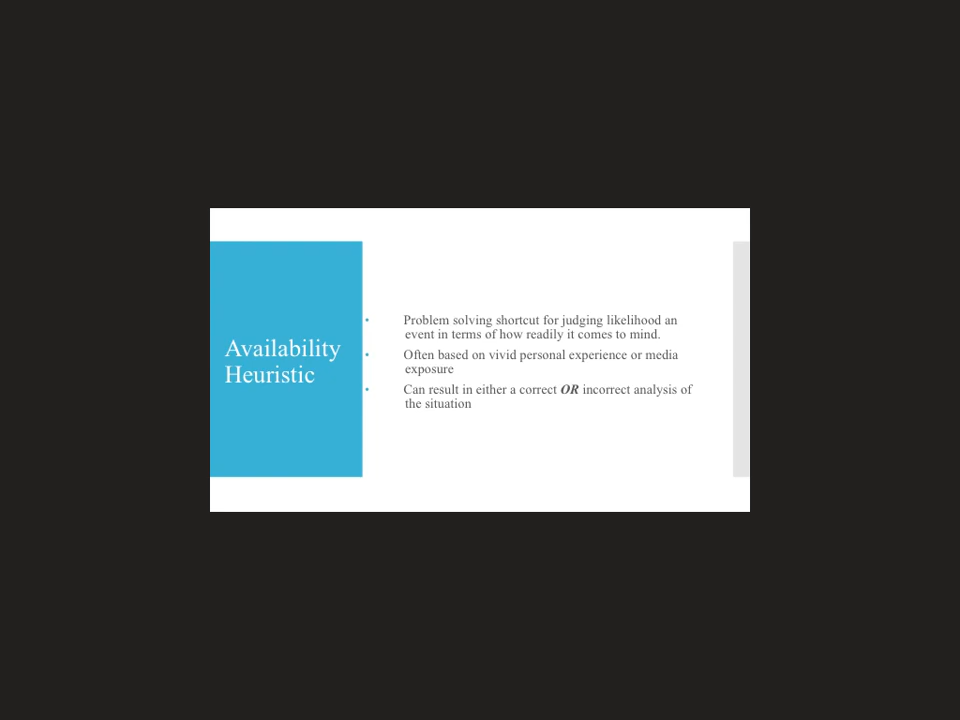 Availability
Heuristic
• Problem solving shortcut for judging likelihood an
event in terms of how readily it comes to mind.
• Often based on vivid personal experience or media
exposure
• Can result in either a correct OR incorrect analysis of
the situation